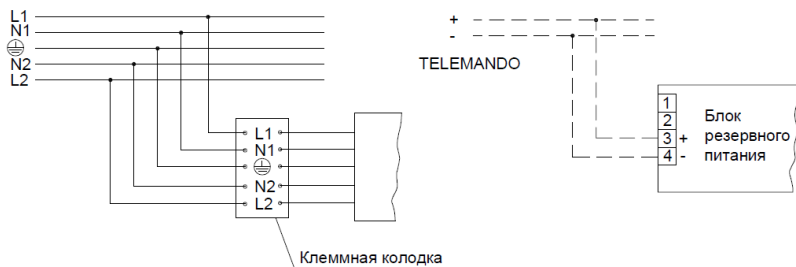 L1
N1
N2
L2
L1
N1
N2
L2
Клеммная колодка
+
-
TELEMANDO
1
2
3 +
4 -
Блок
резервного
питания